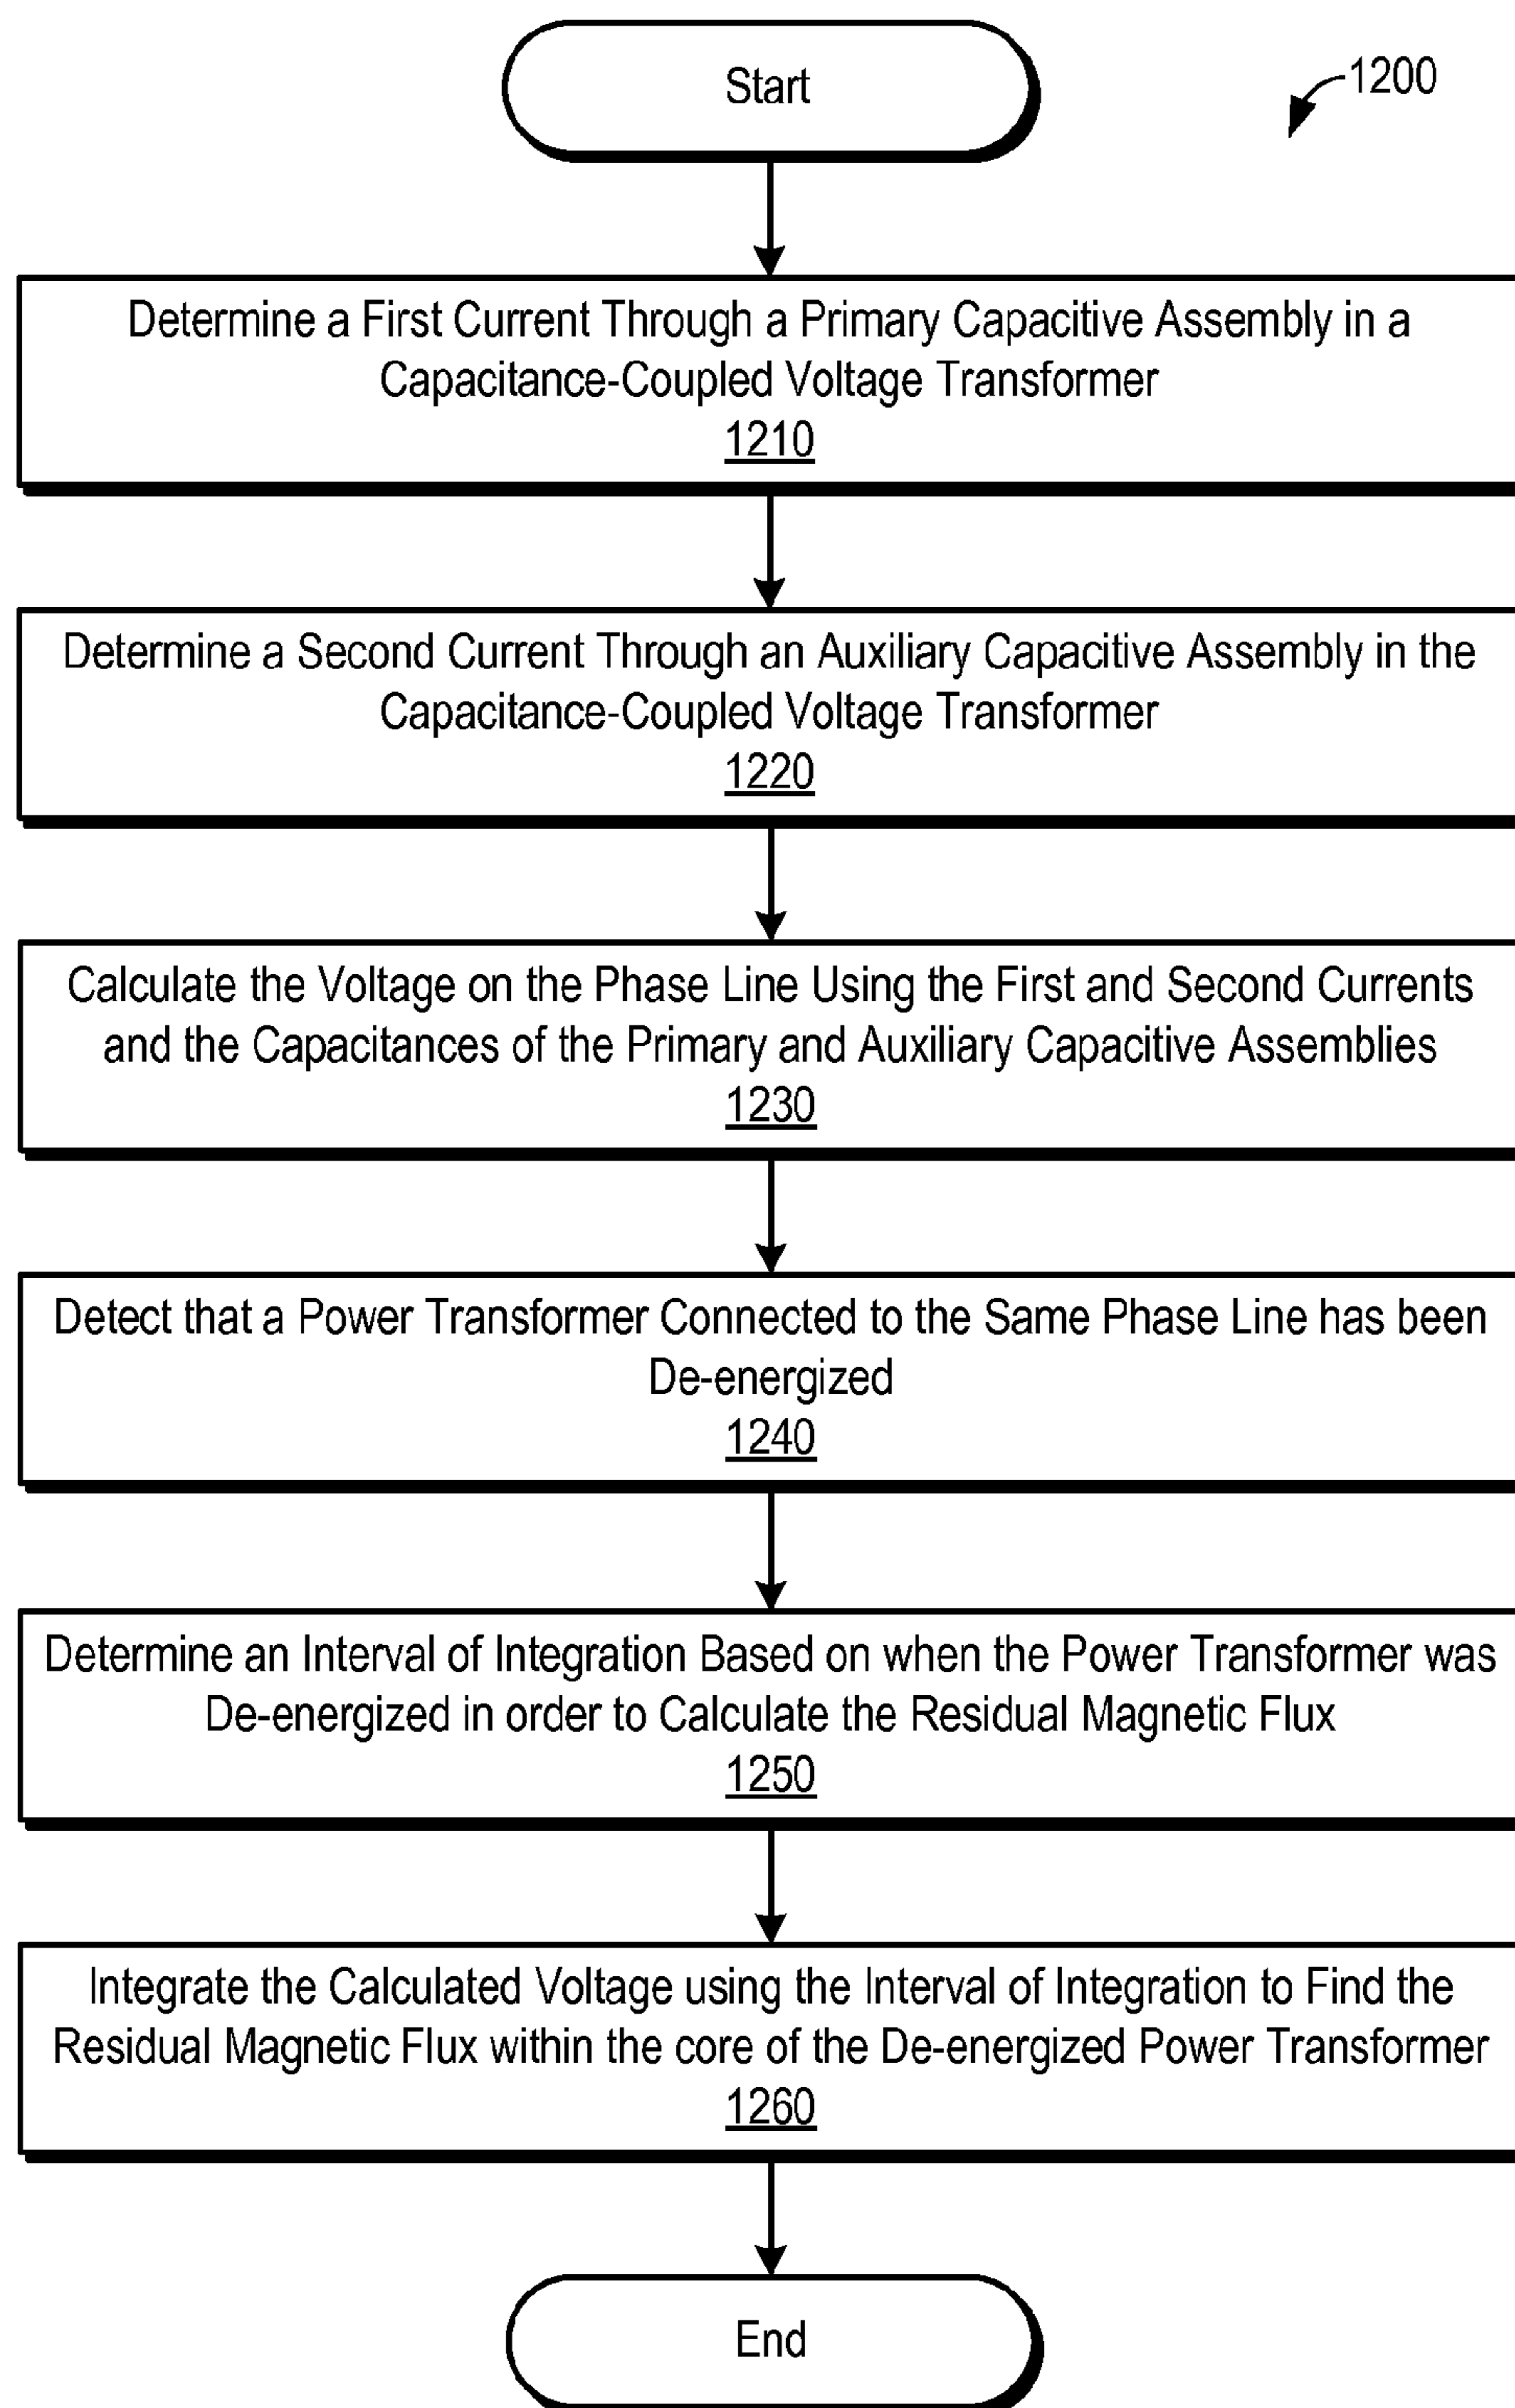 Start
1200
Determine a First Current Through a Primary Capacitive Assembly in a
Capacitance-Coupled Voltage Transformer
1210
Determine a Second Current Through an Auxiliary Capacitive Assembly in the
Capacitance-Coupled Voltage Transformer
1220
Calculate the Voltage on the Phase Line Using the First and Second Currents
and the Capacitances of the Primary and Auxiliary Capacitive Assemblies
1230
Detect that a Power Transformer Connected to the Same Phase Line has been
De-energized
1240
Determine an Interval of Integration Based on when the Power Transformer was
De-energized in order to Calculate the Residual Magnetic Flux
1250
Integrate the Calculated Voltage using the Interval of Integration to Find the
Residual Magnetic Flux within the core of the De-energized Power Transformer
1260
End